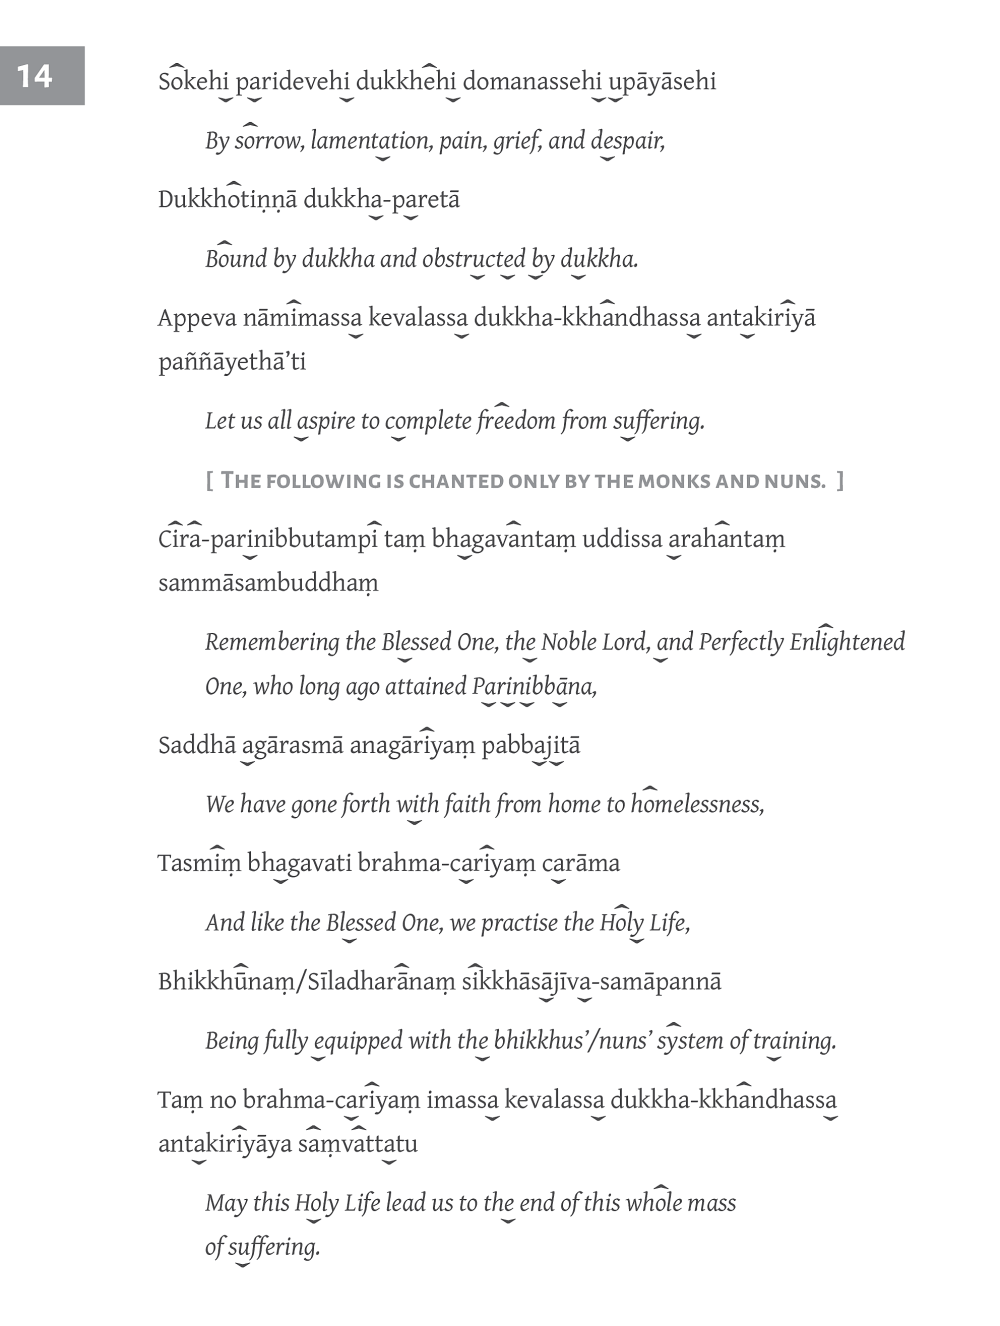 14
Sokehi paridevehi dukkhehi domanassehi upāyāsehi
By sorrow, lamentation, pain, grief, and despair,
Dukkhotiṇṇā dukkha-paretā
Bound by dukkha and obstructed by dukkha.
Appeva nāmimassa kevalassa dukkha-kkhandhassa antakiriyā
paññāyethā’ti
Let us all aspire to complete freedom from suffering.
[ The following is chanted only by the monks and nuns. ]
Cira-parinibbutampi taṃ bhagavantaṃ uddissa arahantaṃ
sammāsambuddhaṃ
Remembering the Blessed One, the Noble Lord, and Perfectly Enlightened
One, who long ago attained Parinibbāna,
Saddhā agārasmā anagāriyaṃ pabbajitā
We have gone forth with faith from home to homelessness,
Tasmiṃ bhagavati brahma-cariyaṃ carāma
And like the Blessed One, we practise the Holy Life,
Bhikkhūnaṃ/Sīladharānaṃ sikkhāsājīva-samāpannā
Being fully equipped with the bhikkhus’/nuns’ system of training.
Taṃ no brahma-cariyaṃ imassa kevalassa dukkha-kkhandhassa
antakiriyāya saṃvattatu
May this Holy Life lead us to the end of this whole mass
of suffering.